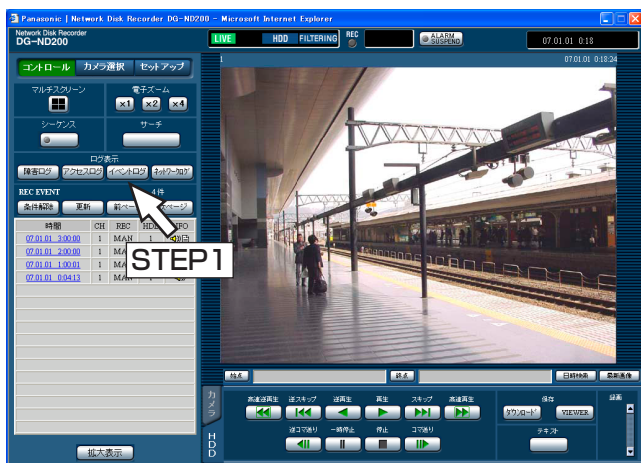 Panasonic | Network Disk Recorder DG-ND200 - Microsoft Internet Explorer
Network Disk Recorder
DG-ND200
LIVE HDD FILTERING REC ALARM SUSPEND 07.01.01 0:18
コントロール カメラ選択 セットアップ
1 07.01.01 0:18:24
マルチスクリーン 電子ズーム
x1 x2 x4
シーケンス サーチ
ログ表示
障害ログ アクセスログ イベントログ ネットワークログ
REC EVENT 4件
条件解除 更新 前ペー ページ
時間 CH REC HDD FO
07.01.01 3:00:00 1 MAN 1
07.01.01 2:00:00 1 MA
07.01.01 1:00:01 1 MA
07.01.01 0:04:13 1 MAN
STEP1
始点 終点 日時検索 最新画像
カメラ
高速逆再生 逆スキップ 逆再生 再生 スキップ 高速再生 保存 録画
ダウンロード VIEWER
逆コマ送り 一時停止 停止 コマ送り テキスト
HDD
拡大表示